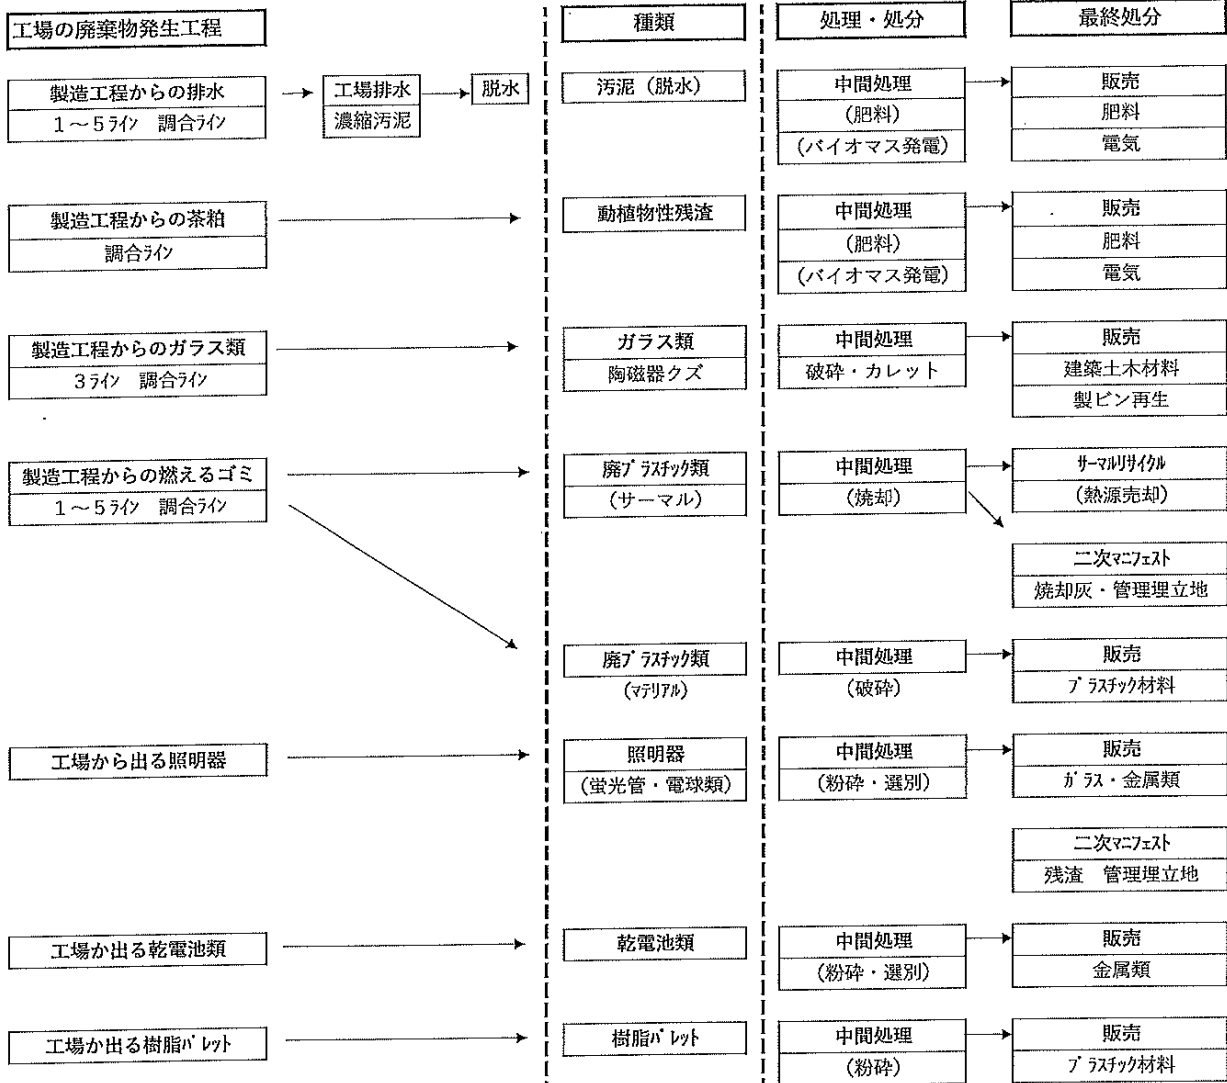 工場の廃棄物発生工程
種類
処理・処分
最終処分
製造工程からの排水
1～5ﾗｲﾝ　調合ﾗｲﾝ
工場排水
濃縮汚泥
脱水
汚泥（脱水）
中間処理
(肥料)
(バイオマス発電)
販売
肥料
電気
製造工程からの茶粕
調合ﾗｲﾝ
動植物性残渣
中間処理
(肥料)
(バイオマス発電)
販売
肥料
電気
製造工程からのガラス類
3ﾗｲﾝ　調合ﾗｲﾝ
ガラス類
陶磁器クズ
中間処理
破砕・カレット
販売
建築土木材料
製ビン再生
製造工程からの燃えるゴミ
1～5ﾗｲﾝ　調合ﾗｲﾝ
廃ﾌﾟﾗｽﾁｯｸ類
(サーマル)
中間処理
(焼却)
ｻｰﾏﾙﾘｻｲｸﾙ
(熱源売却)
二次ﾏﾆﾌｪｽﾄ
焼却灰・管理埋立地
廃ﾌﾟﾗｽﾁｯｸ類
(ﾏﾃﾘｱﾙ)
中間処理
(破砕)
販売
ﾌﾟﾗｽﾁｯｸ材料
工場から出る照明器
照明器
(蛍光管・電球類)
中間処理
(粉砕・選別)
販売
ｶﾞﾗｽ・金属類
二次ﾏﾆﾌｪｽﾄ
残渣　管理埋立地
工場か出る乾電池類
乾電池類
中間処理
(粉砕・選別)
販売
金属類
工場か出る樹脂ﾊﾟﾚｯﾄ
樹脂ﾊﾟﾚｯﾄ
中間処理
(粉砕)
販売
ﾌﾟﾗｽﾁｯｸ材料